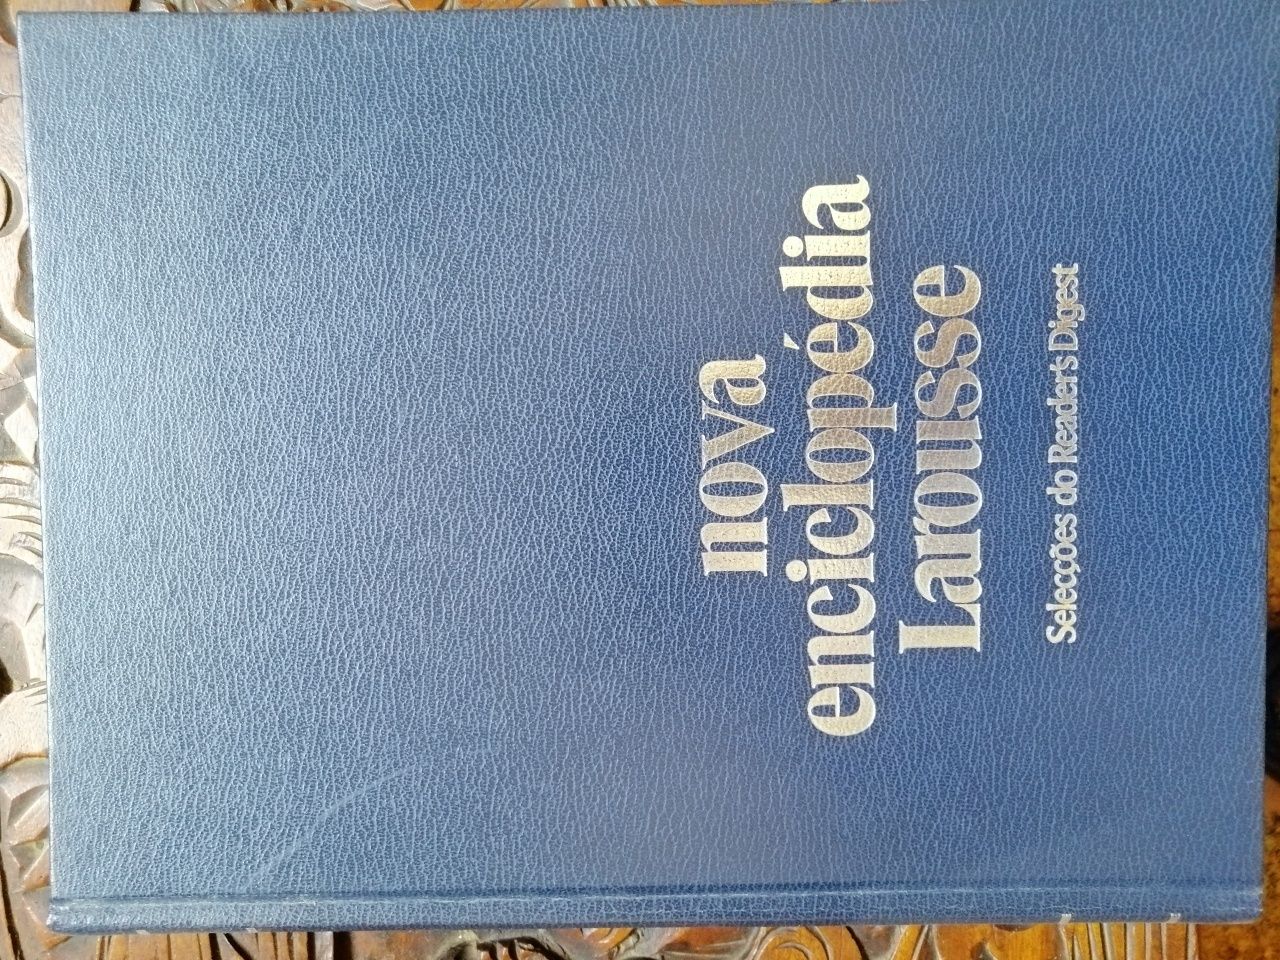 nova
enciclopédia
Larousse
Selecções do Reader's Digest